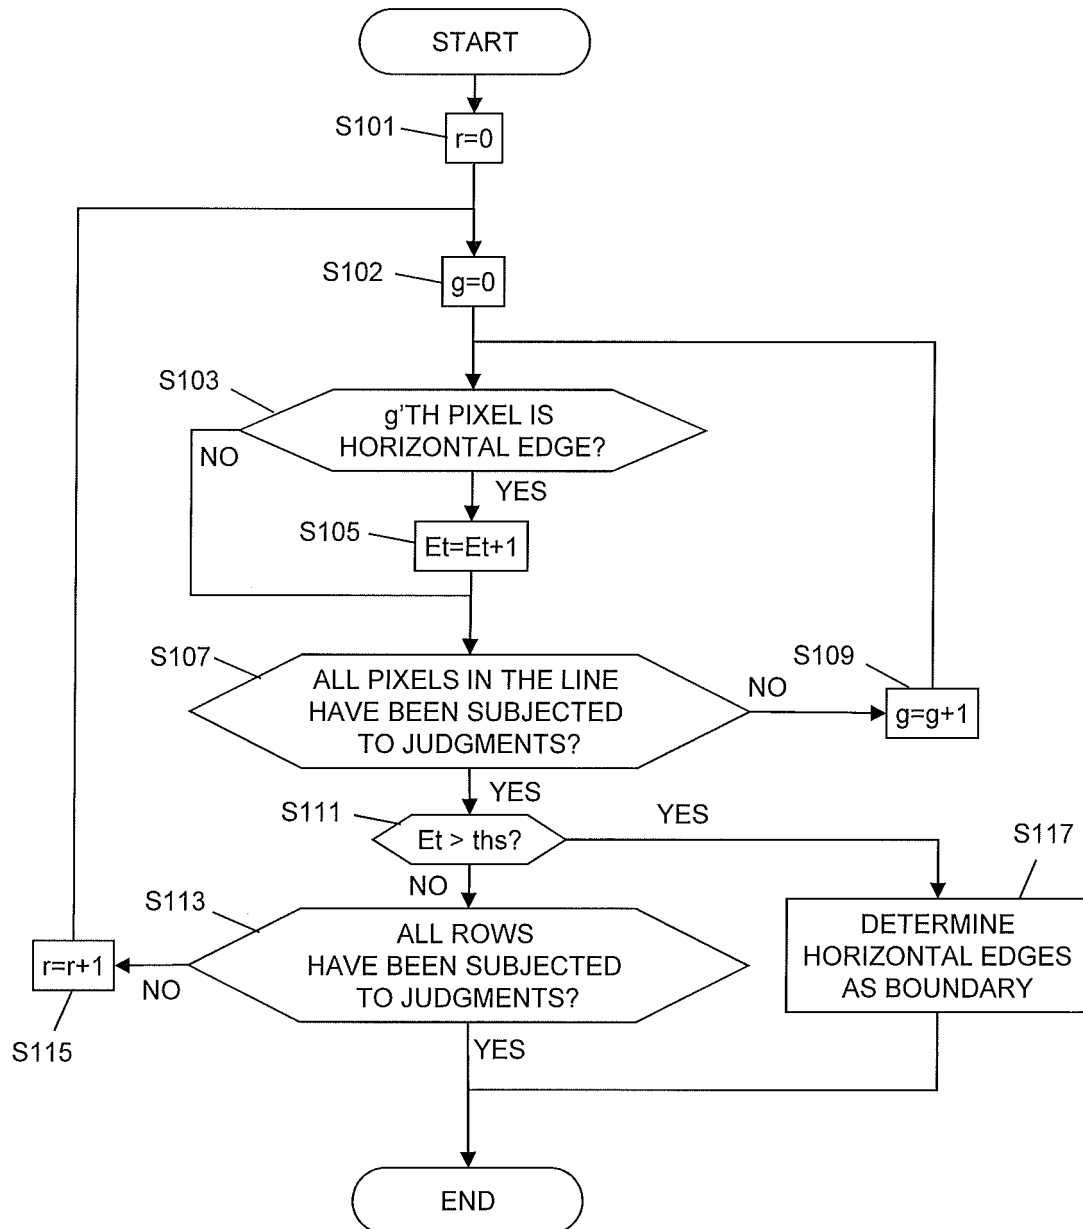 START
S101
r=0
S102
g=0
S103
g'TH PIXEL IS
HORIZONTAL EDGE?
NO
YES
S105
Et=Et+1
S107
ALL PIXELS IN THE LINE
HAVE BEEN SUBJECTED
TO JUDGMENTS?
NO
S109
g=g+1
YES
S111
Et > ths?
YES
S117
DETERMINE
HORIZONTAL EDGES
AS BOUNDARY
NO
S113
ALL ROWS
HAVE BEEN SUBJECTED
TO JUDGMENTS?
NO
r=r+1
S115
YES
END